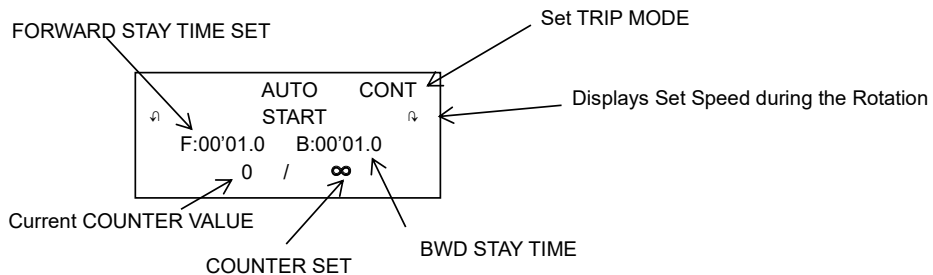 Set TRIP MODE
FORWARD STAY TIME SET
AUTO CONT
START
Displays Set Speed during the Rotation
F:00’01.0 B:00’01.0
0 / ∞
Current COUNTER VALUE
BWD STAY TIME
COUNTER SET